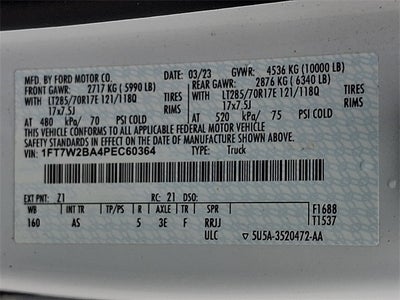 MFD. BY FORD MOTOR CO. 03/23 GVWR: 4536 KG (10000 LB)
FRONT GAWR: 2717 KG (5990 LB) REAR GAWR: 2876 KG (6340 LB)
WITH LT285/70R17E 121/118Q TIRES WITH LT285/70R17E 121/118Q TIRES
17x7.5J RIMS 17x7.5J RIMS
AT 480 kPa/ 70 PSI COLD AT 520 kPa/ 75 PSI COLD
THIS VEHICLE CONFORMS TO ALL APPLICABLE FEDERAL MOTOR VEHICLE
SAFETY STANDARDS IN EFFECT ON THE DATE OF MANUFACTURE SHOWN ABOVE.
VIN: 1FT7W2BA4PEC60364 TYPE: Truck
EXT PNT: Z1 RC: 21 DSO:
WB INT TR TP/PS R AXLE TR SPR F1688
160 AS 5 3E F RRJJ T1537
ULC ▽ 5U5A-3520472-AA